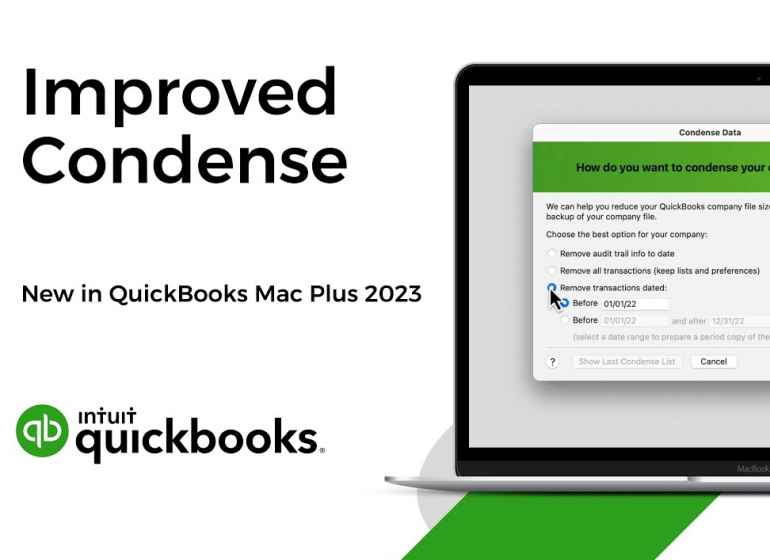 Improved
Condense
New in QuickBooks Mac Plus 2023
intuit
quickbooks®
Condense Data
How do you want to condense your
We can help you reduce your QuickBooks company file size
backup of your company file.
Choose the best option for your company:
Remove audit trail info to date
Remove all transactions (keep lists and preferences)
Remove transactions dated:
Before 01/01/22
Before 01/01/22 and after 12/31/22
(select a date range to prepare a period copy of the
? Show Last Condense List Cancel
MacBook